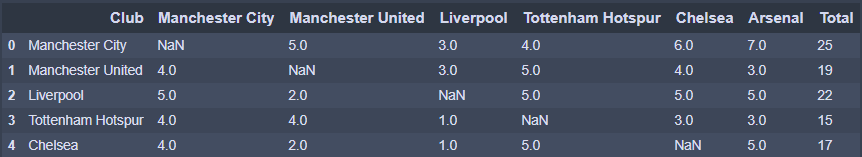 Club Manchester City Manchester United Liverpool Tottenham Hotspur Chelsea Arsenal Total
0 Manchester City NaN 5.0 3.0 4.0 6.0 7.0 25
1 Manchester United 4.0 NaN 3.0 5.0 4.0 3.0 19
2 Liverpool 5.0 2.0 NaN 5.0 5.0 5.0 22
3 Tottenham Hotspur 4.0 4.0 1.0 NaN 3.0 3.0 15
4 Chelsea 4.0 2.0 1.0 5.0 NaN 5.0 17